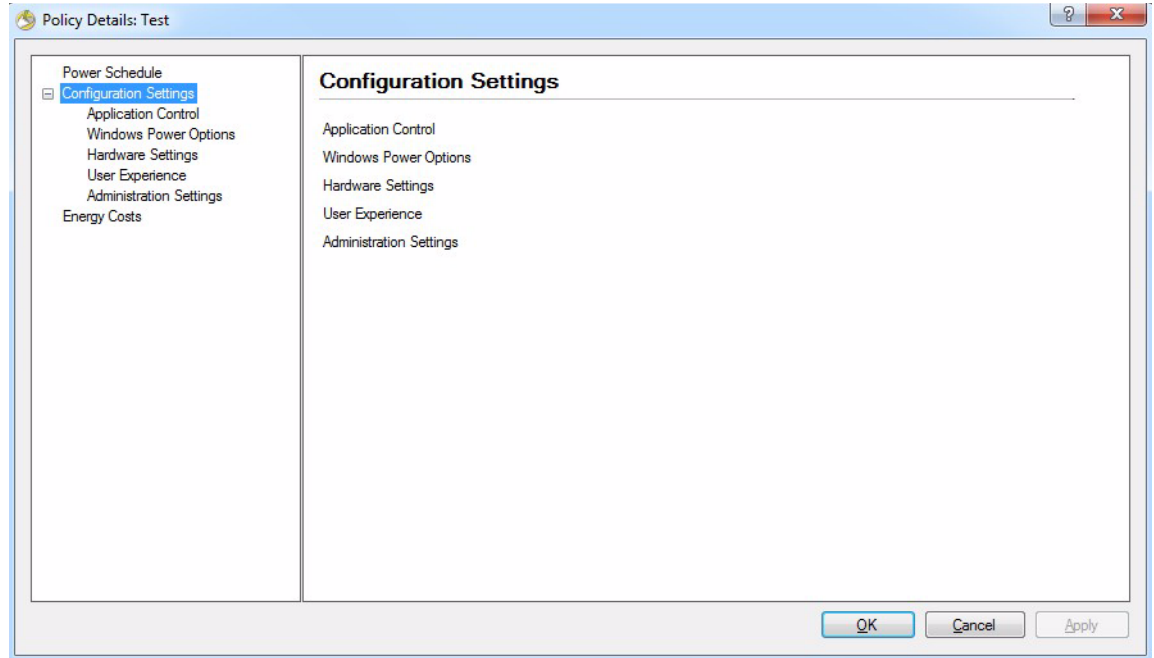 Policy Details: Test
Power Schedule
Configuration Settings
Application Control
Windows Power Options
Hardware Settings
User Experience
Administration Settings
Energy Costs
Configuration Settings
Application Control
Windows Power Options
Hardware Settings
User Experience
Administration Settings
OK
Cancel
Apply